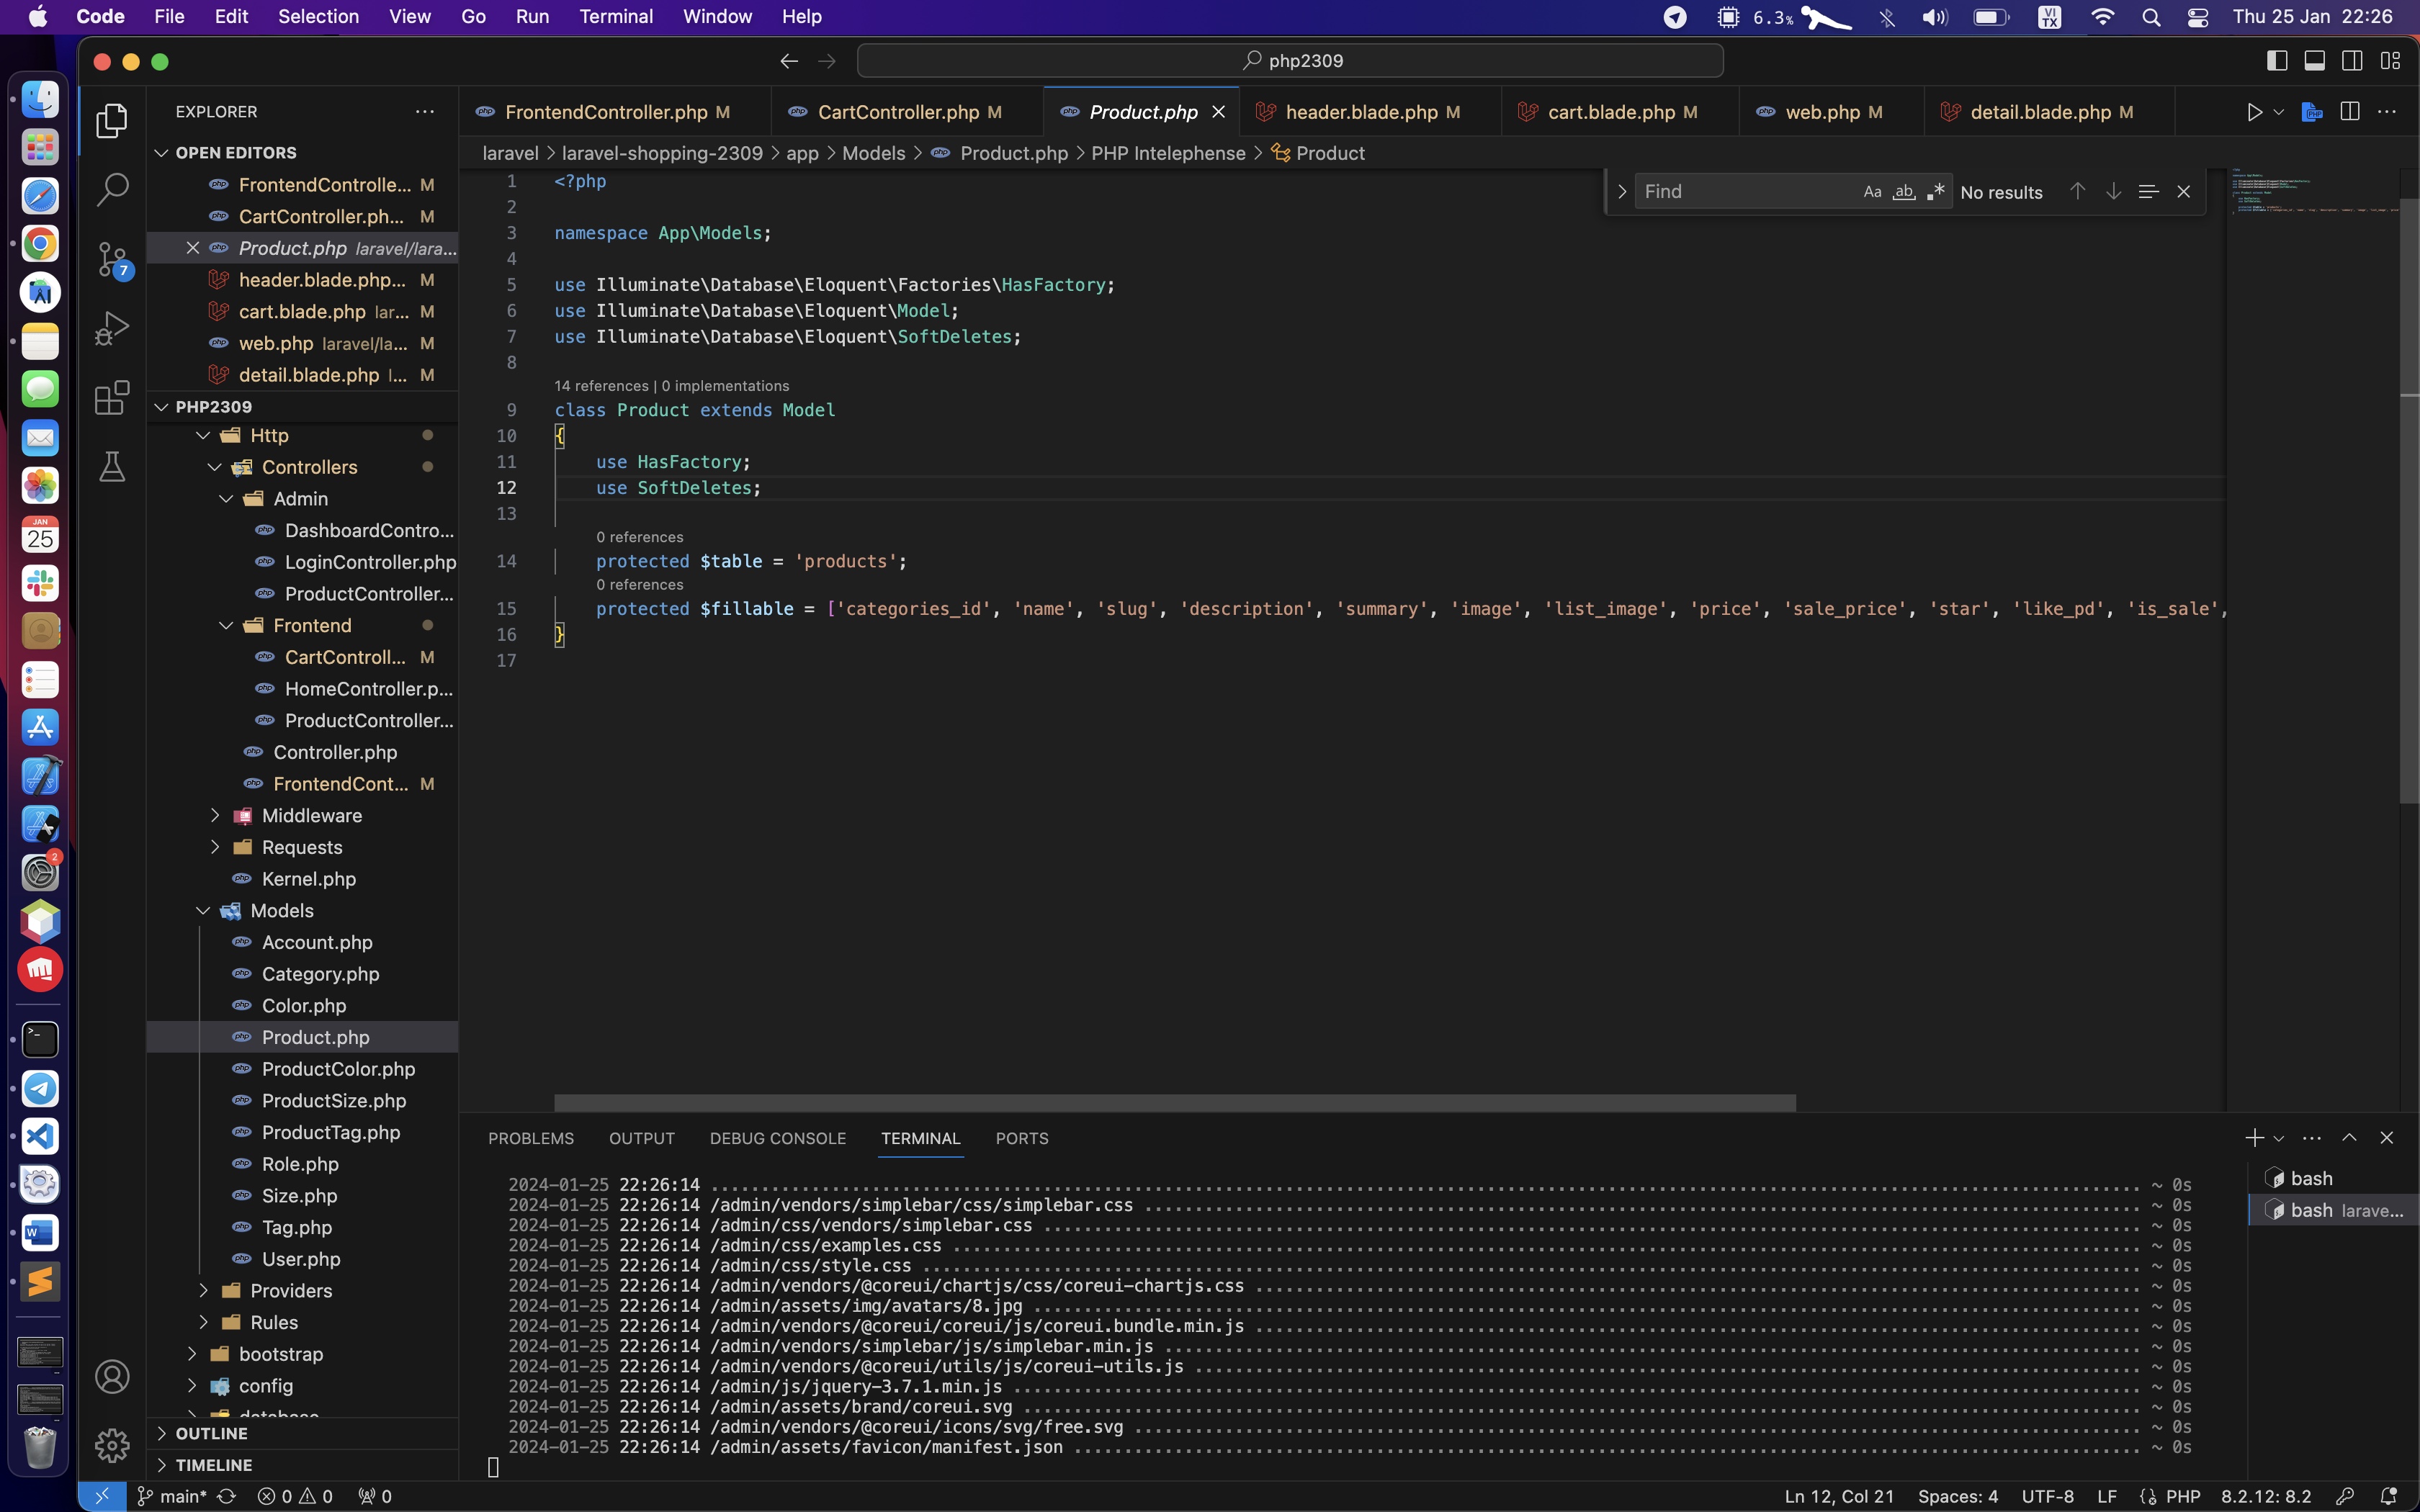 Code File Edit Selection View Go Run Terminal Window Help 6.3% VI TX Thu 25 Jan 22:26
php2309
EXPLORER
FrontendController.php M CartController.php M Product.php header.blade.php M cart.blade.php M web.php M detail.blade.php M
OPEN EDITORS
laravel > laravel-shopping-2309 > app > Models > Product.php > PHP Intelephense > Product
FrontendControlle... M
CartController.ph... M
Product.php laravel/lara...
header.blade.php... M
cart.blade.php lar... M
web.php laravel/la... M
detail.blade.php l... M
PHP2309
Http
Controllers
Admin
DashboardContro...
LoginController.php
ProductController...
Frontend
CartControll... M
HomeController.p...
ProductController...
Controller.php
FrontendCont... M
Middleware
Requests
Kernel.php
Models
Account.php
Category.php
Color.php
Product.php
ProductColor.php
ProductSize.php
ProductTag.php
Role.php
Size.php
Tag.php
User.php
Providers
Rules
bootstrap
config
database
OUTLINE
TIMELINE
7
JAN
25
2
Find Aa ab No results
1 <?php
2
3 namespace App\Models;
4
5 use Illuminate\Database\Eloquent\Factories\HasFactory;
6 use Illuminate\Database\Eloquent\Model;
7 use Illuminate\Database\Eloquent\SoftDeletes;
8
14 references | 0 implementations
9 class Product extends Model
10 {
11 use HasFactory;
12 use SoftDeletes;
13
0 references
14 protected $table = 'products';
0 references
15 protected $fillable = ['categories_id', 'name', 'slug', 'description', 'summary', 'image', 'list_image', 'price', 'sale_price', 'star', 'like_pd', 'is_sale',
16 }
17
PROBLEMS OUTPUT DEBUG CONSOLE TERMINAL PORTS
2024-01-25 22:26:14 ........ ~ 0s
2024-01-25 22:26:14 /admin/vendors/simplebar/css/simplebar.css ........ ~ 0s
2024-01-25 22:26:14 /admin/css/vendors/simplebar.css ........ ~ 0s
2024-01-25 22:26:14 /admin/css/examples.css ........ ~ 0s
2024-01-25 22:26:14 /admin/css/style.css ........ ~ 0s
2024-01-25 22:26:14 /admin/vendors/@coreui/chartjs/css/coreui-chartjs.css ........ ~ 0s
2024-01-25 22:26:14 /admin/assets/img/avatars/8.jpg ........ ~ 0s
2024-01-25 22:26:14 /admin/vendors/@coreui/coreui/js/coreui.bundle.min.js ........ ~ 0s
2024-01-25 22:26:14 /admin/vendors/simplebar/js/simplebar.min.js ........ ~ 0s
2024-01-25 22:26:14 /admin/vendors/@coreui/utils/js/coreui-utils.js ........ ~ 0s
2024-01-25 22:26:14 /admin/js/jquery-3.7.1.min.js ........ ~ 0s
2024-01-25 22:26:14 /admin/assets/brand/coreui.svg ........ ~ 0s
2024-01-25 22:26:14 /admin/vendors/@coreui/icons/svg/free.svg ........ ~ 0s
2024-01-25 22:26:14 /admin/assets/favicon/manifest.json ........ ~ 0s
bash
bash larave...
main* 0 0 0 Ln 12, Col 21 Spaces: 4 UTF-8 LF PHP 8.2.12: 8.2